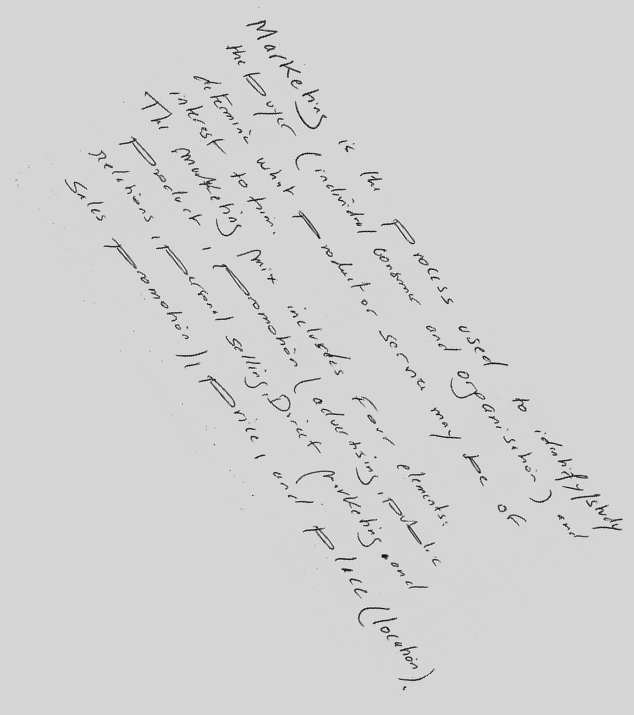 Marketing is the Process used to identify/study
the buyer (individual consumer and organisation) and
determine what Product or service may be of
interest to him.
The Marketing Mix includes Four elements:
Product, Promotion (advertising, Public
Relations, Personal selling, Direct Marketing and
Sales Promotion), Price, and Place (location).